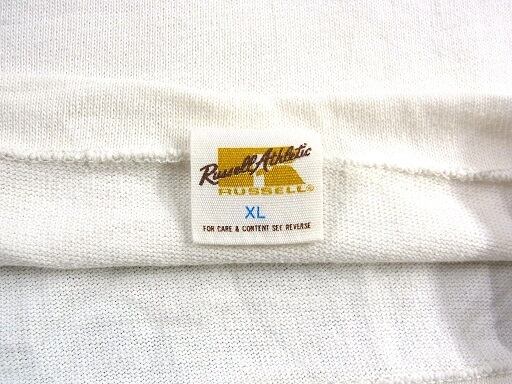 Russell Athletic
RUSSELL®
XL
FOR CARE & CONTENT SEE REVERSE